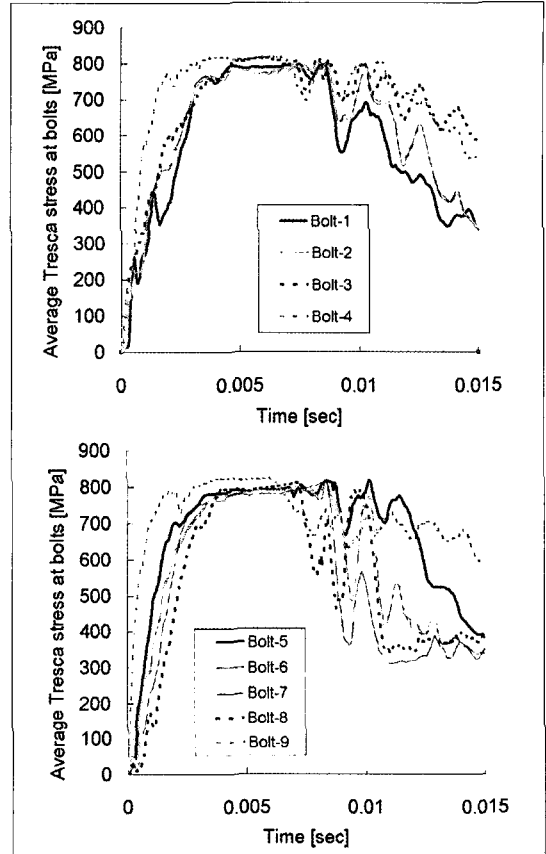 Average Tresca stress at bolts [MPa]
900
800
700
600
500
400
300
200
100
0
Bolt-1
Bolt-2
Bolt-3
Bolt-4
0 0.005 0.01 0.015
Time [sec]
Average Tresca stress at bolts [MPa]
900
800
700
600
500
400
300
200
100
0
Bolt-5
Bolt-6
Bolt-7
Bolt-8
Bolt-9
0 0.005 0.01 0.015
Time [sec]